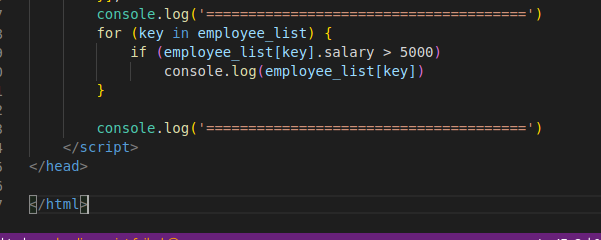 console.log('======================================')
for (key in employee_list) {
if (employee_list[key].salary > 5000)
console.log(employee_list[key])
}
console.log('======================================')
</script>
</head>
</html>